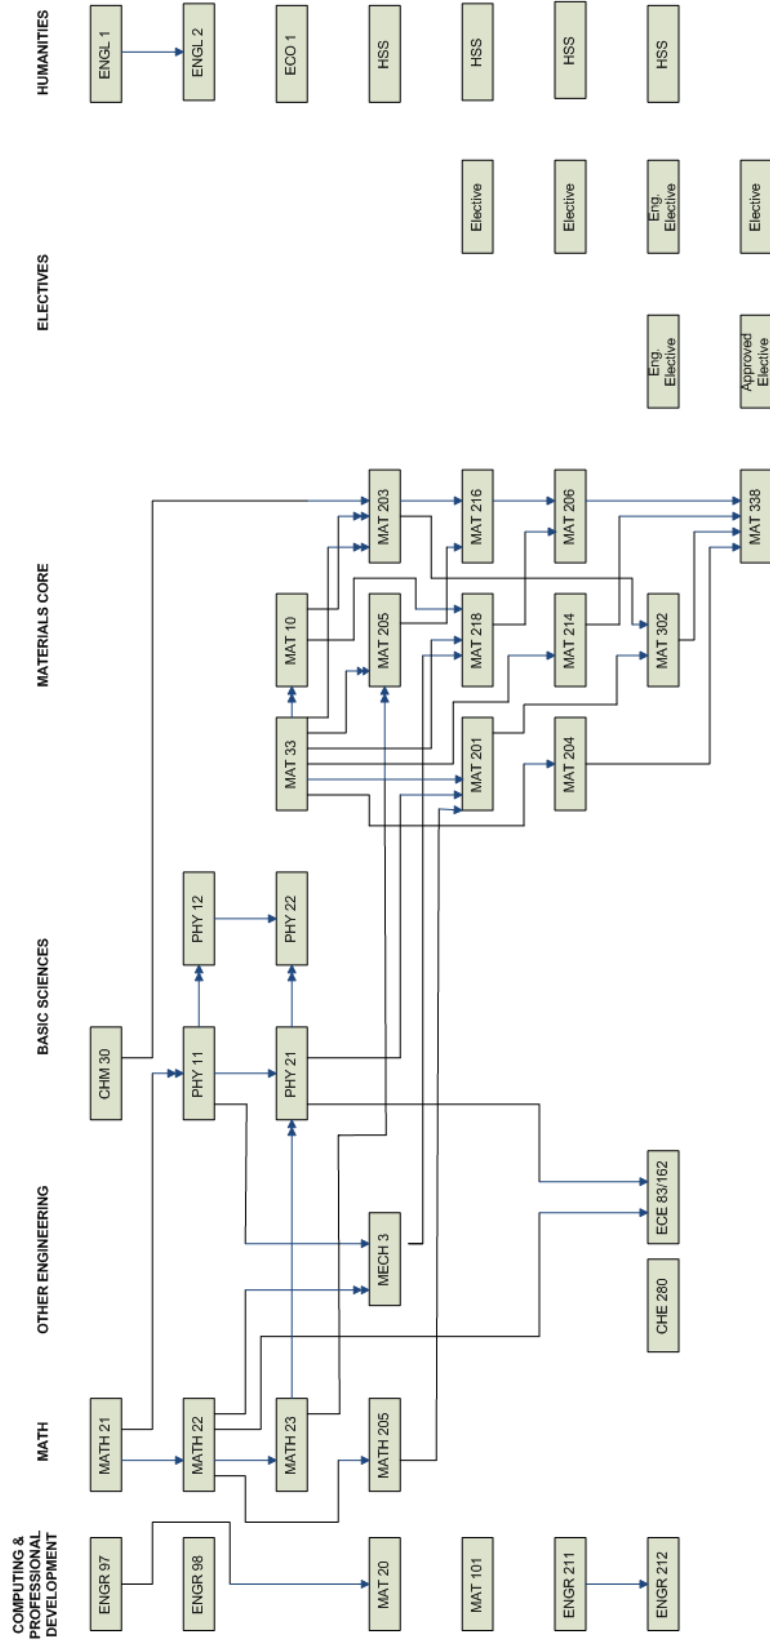 HUMANITIES
ENGL 1
ENGL 2
ECO 1
HSS
HSS
HSS
HSS
ELECTIVES
Elective
Elective
Eng.
Elective
Elective
Eng.
Elective
Approved
Elective
MATERIALS CORE
MAT 203
MAT 216
MAT 206
MAT 338
MAT 10
MAT 205
MAT 218
MAT 214
MAT 302
MAT 33
MAT 201
MAT 204
BASIC SCIENCES
PHY 12
PHY 22
CHM 30
PHY 11
PHY 21
OTHER ENGINEERING
MECH 3
ECE 83/162
CHE 280
MATH
MATH 21
MATH 22
MATH 23
MATH 205
COMPUTING &
PROFESSIONAL
DEVELOPMENT
ENGR 97
ENGR 98
MAT 20
MAT 101
ENGR 211
ENGR 212